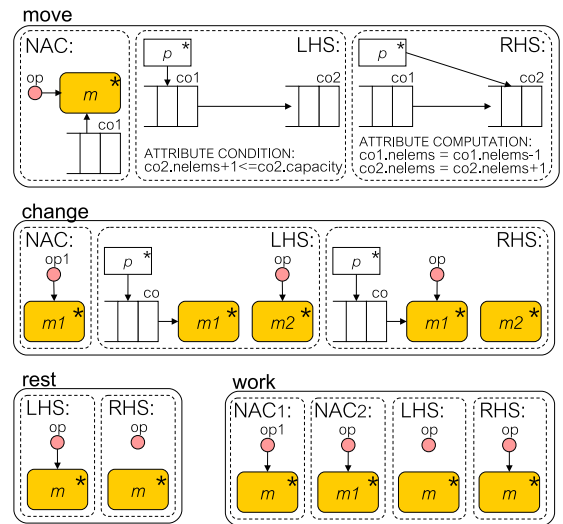 move
NAC:
op
m *
co1
LHS:
p *
co1
co2
ATTRIBUTE CONDITION:
co2.nelems+1<=co2.capacity
RHS:
p *
co1
co2
ATTRIBUTE COMPUTATION:
co1.nelems = co1.nelems-1
co2.nelems = co2.nelems+1
change
NAC:
op1
m1 *
LHS:
p *
op
co
m1 *
m2 *
RHS:
p *
op
co
m1 *
m2 *
rest
LHS:
op
m *
RHS:
op
m *
work
NAC1:
op1
m *
NAC2:
op
m1 *
LHS:
op
m *
RHS:
op
m *